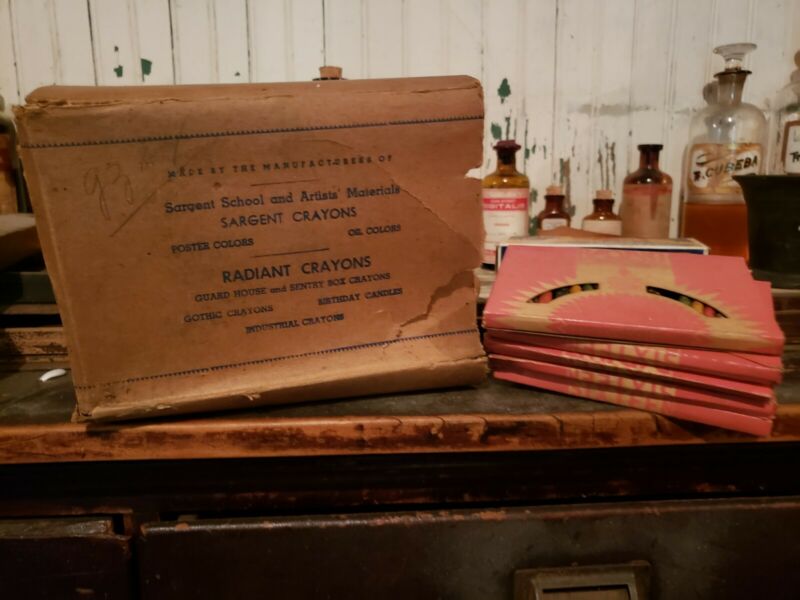 MADE BY THE MANUFACTURERS OF
Sargent School and Artists' Materials
SARGENT CRAYONS
POSTER COLORS OIL COLORS
RADIANT CRAYONS
GUARD HOUSE and SENTRY BOX CRAYONS
GOTHIC CRAYONS BIRTHDAY CANDLES
INDUSTRIAL CRAYONS
Tr. CUBEBA